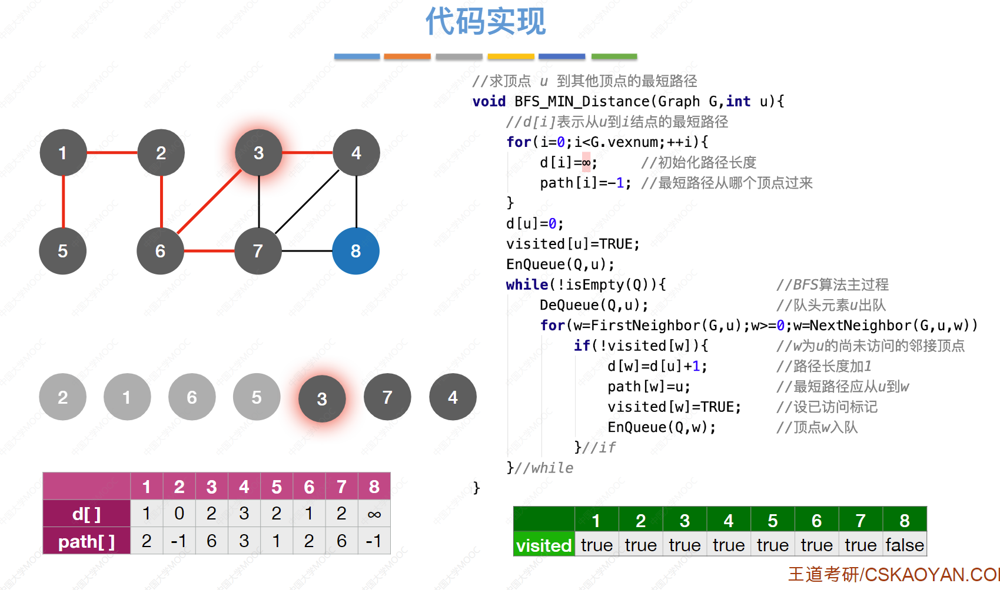 代码实现
//求顶点 u 到其他顶点的最短路径
void BFS_MIN_Distance(Graph G,int u){
//d[i]表示从u到i结点的最短路径
for(i=0;i<G.vexnum;++i){
d[i]=∞; //初始化路径长度
path[i]=-1; //最短路径从哪个顶点过来
}
d[u]=0;
visited[u]=TRUE;
EnQueue(Q,u);
while(!isEmpty(Q)){ //BFS算法主过程
DeQueue(Q,u); //队头元素u出队
for(w=FirstNeighbor(G,u);w>=0;w=NextNeighbor(G,u,w))
if(!visited[w]){ //w为u的尚未访问的邻接顶点
d[w]=d[u]+1; //路径长度加1
path[w]=u; //最短路径应从u到w
visited[w]=TRUE; //设已访问标记
EnQueue(Q,w); //顶点w入队
}//if
}//while
}
1 2 3 4
5 6 7 8
2 1 6 5 3 7 4
1 2 3 4 5 6 7 8
d[ ] 1 0 2 3 2 1 2 ∞
path[ ] 2 -1 6 3 1 2 6 -1
1 2 3 4 5 6 7 8
visited true true true true true true true false
王道考研/CSKAOYAN.COM
中国大学MOOC